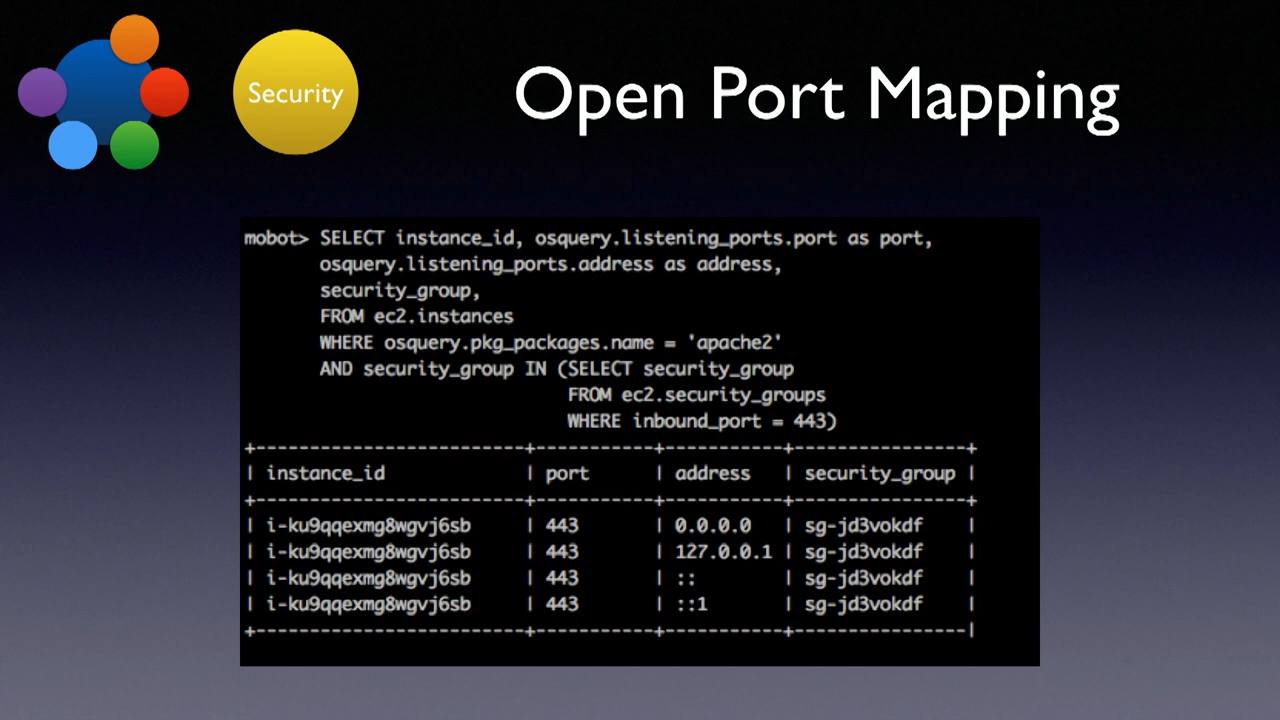 Security
Open Port Mapping
mobot> SELECT instance_id, osquery.listening_ports.port as port,
osquery.listening_ports.address as address,
security_group,
FROM ec2.instances
WHERE osquery.pkg_packages.name = 'apache2'
AND security_group IN (SELECT security_group
FROM ec2.security_groups
WHERE inbound_port = 443)
+-------------------------+-----------+-----------+----------------+
| instance_id | port | address | security_group |
+-------------------------+-----------+-----------+----------------+
| i-ku9qqexmg8wgvj6sb | 443 | 0.0.0.0 | sg-jd3vokdf |
| i-ku9qqexmg8wgvj6sb | 443 | 127.0.0.1 | sg-jd3vokdf |
| i-ku9qqexmg8wgvj6sb | 443 | :: | sg-jd3vokdf |
| i-ku9qqexmg8wgvj6sb | 443 | ::1 | sg-jd3vokdf |
+-------------------------+-----------+-----------+----------------|